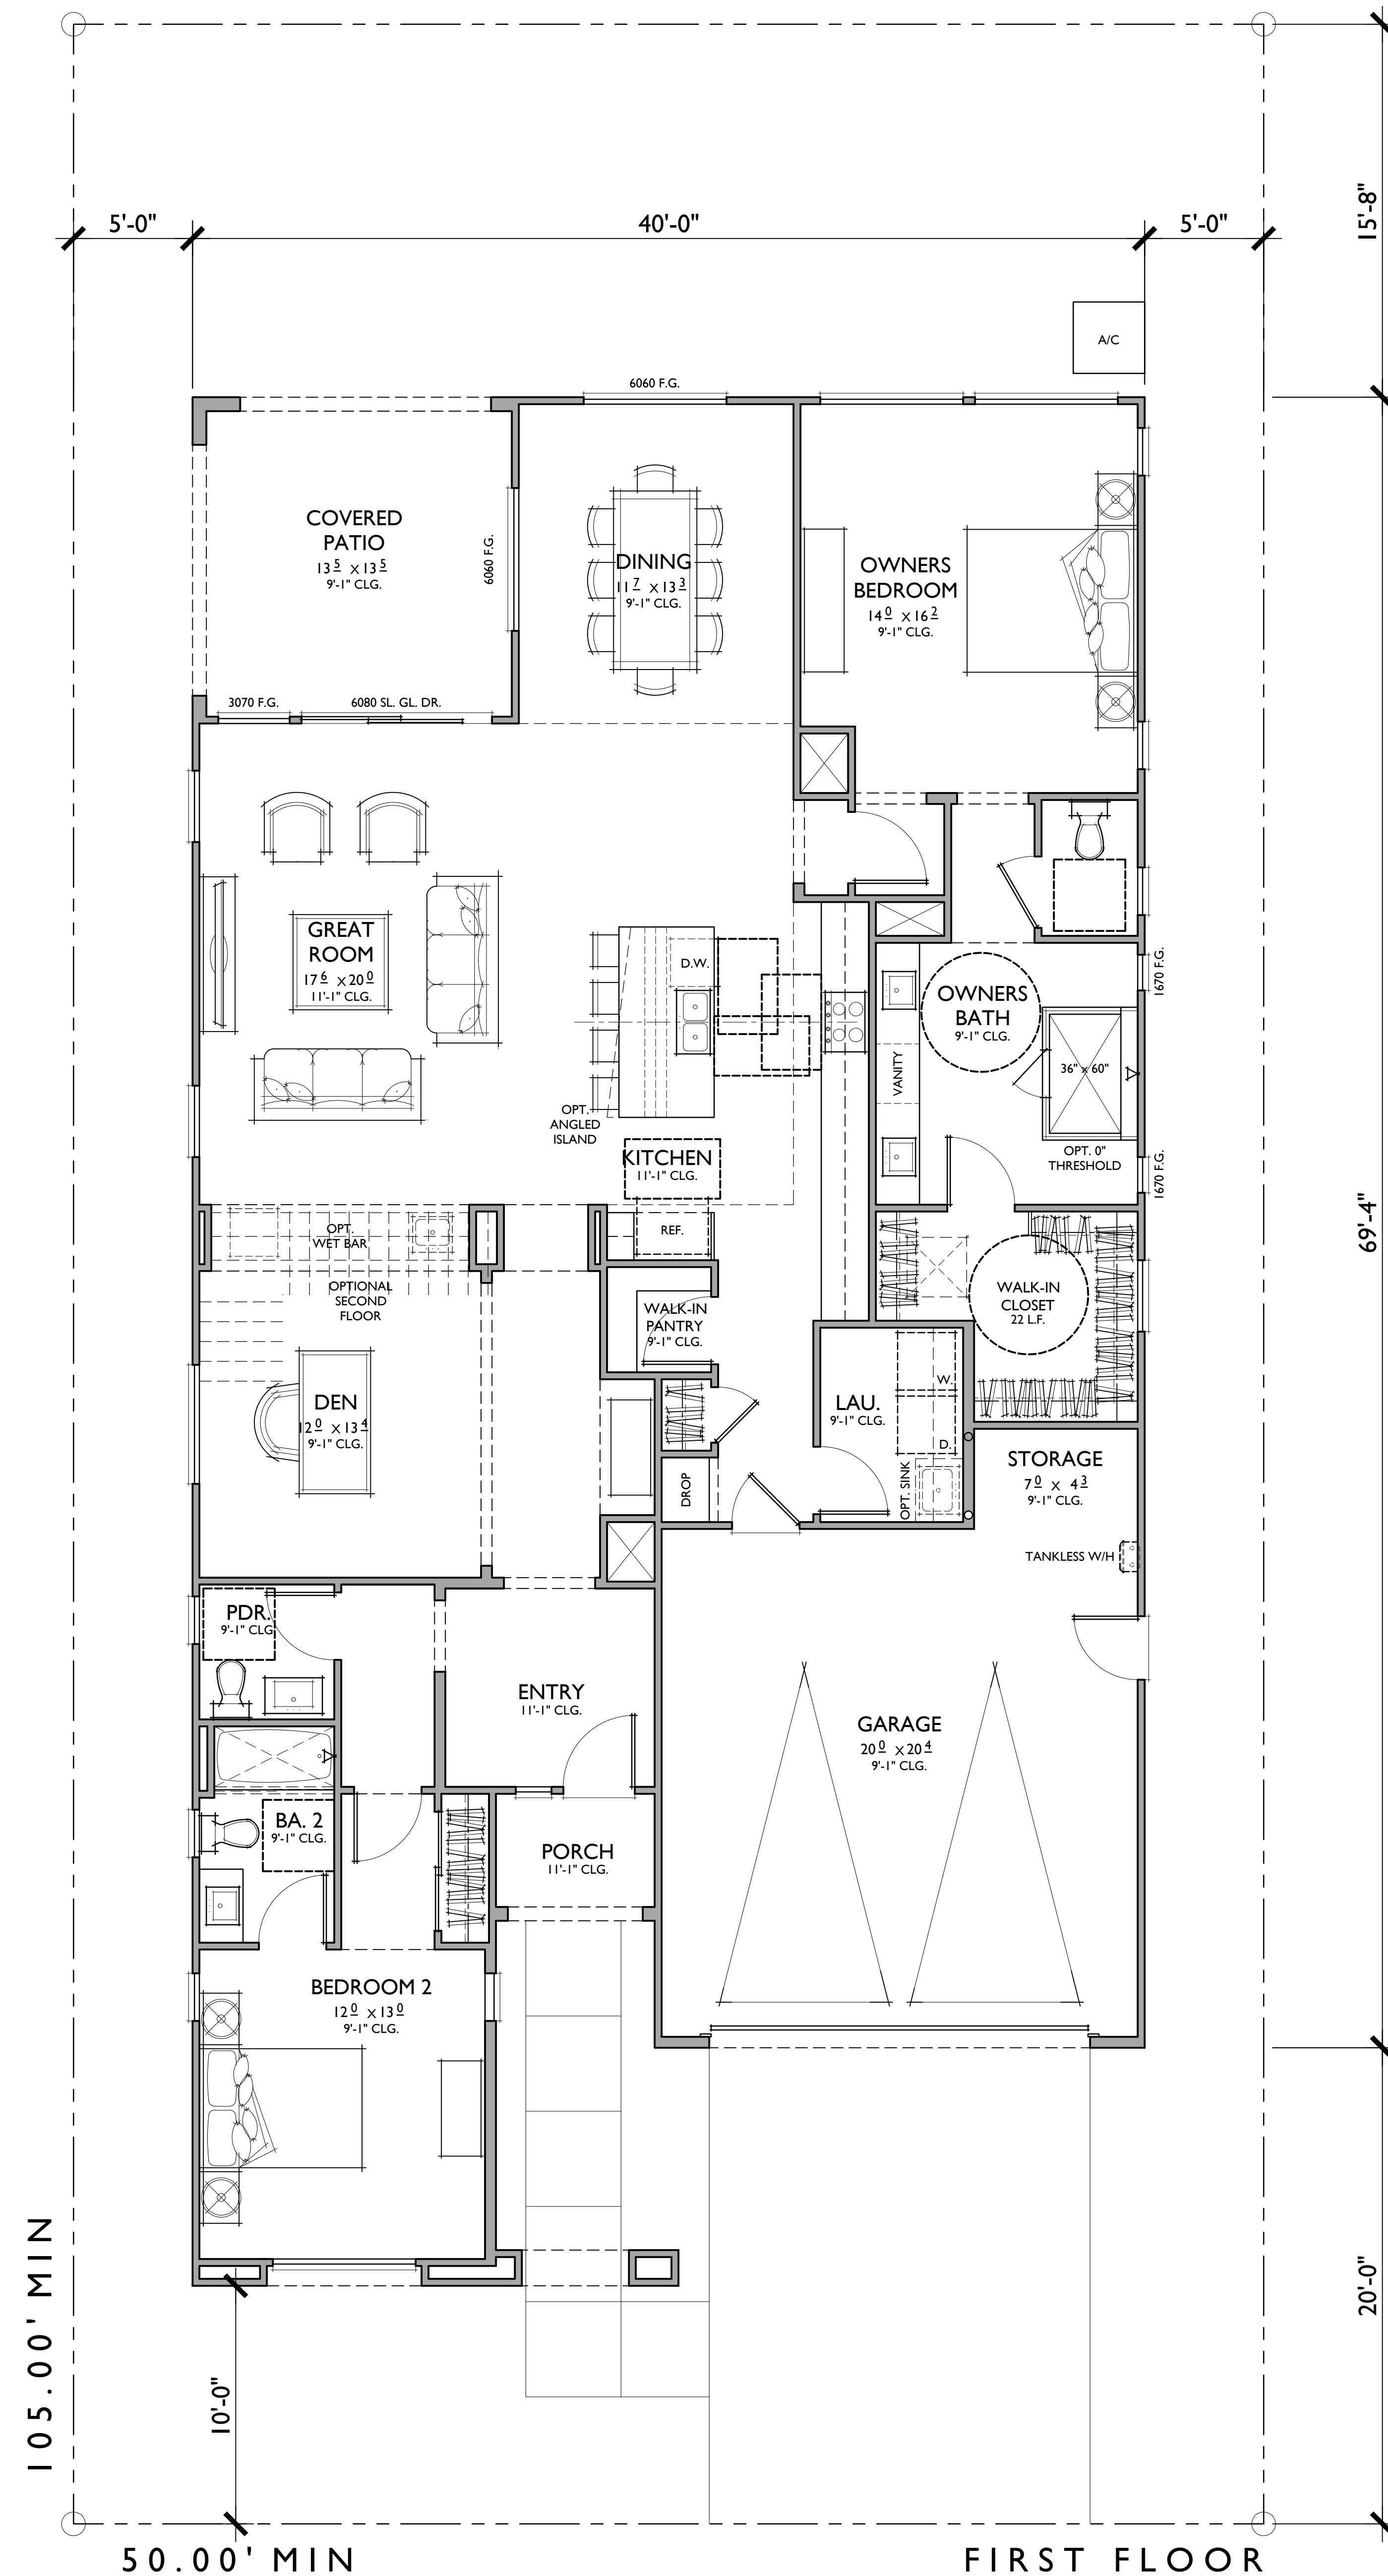 5'-0"
40'-0"
5'-0"
15'-8"
A/C
6060 F.G.
COVERED
PATIO
13 5 X 13 5
9'-1" CLG.
6060 F.G.
DINING
11 7 X 13 3
9'-1" CLG.
OWNERS
BEDROOM
14 0 X 16 2
9'-1" CLG.
3070 F.G.
6080 SL. GL. DR.
GREAT
ROOM
17 6 X 20 0
11'-1" CLG.
D.W.
OWNERS
BATH
9'-1" CLG.
1670 F.G.
VANITY
36" x 60"
OPT. 0"
THRESHOLD
1670 F.G.
OPT.
ANGLED
ISLAND
KITCHEN
11'-1" CLG.
REF.
OPT.
WET BAR
OPTIONAL
SECOND
FLOOR
WALK-IN
PANTRY
9'-1" CLG.
WALK-IN
CLOSET
22 L.F.
69'-4"
DEN
12 0 X 13 4
9'-1" CLG.
LAU.
9'-1" CLG.
W.
D.
OPT. SINK
DROP
STORAGE
7 0 X 4 3
9'-1" CLG.
TANKLESS W/H
PDR.
9'-1" CLG.
ENTRY
11'-1" CLG.
GARAGE
20 0 X 20 4
9'-1" CLG.
BA. 2
9'-1" CLG.
PORCH
11'-1" CLG.
BEDROOM 2
12 0 X 13 0
9'-1" CLG.
105.00' MIN
10'-0"
20'-0"
50.00' MIN
FIRST FLOOR